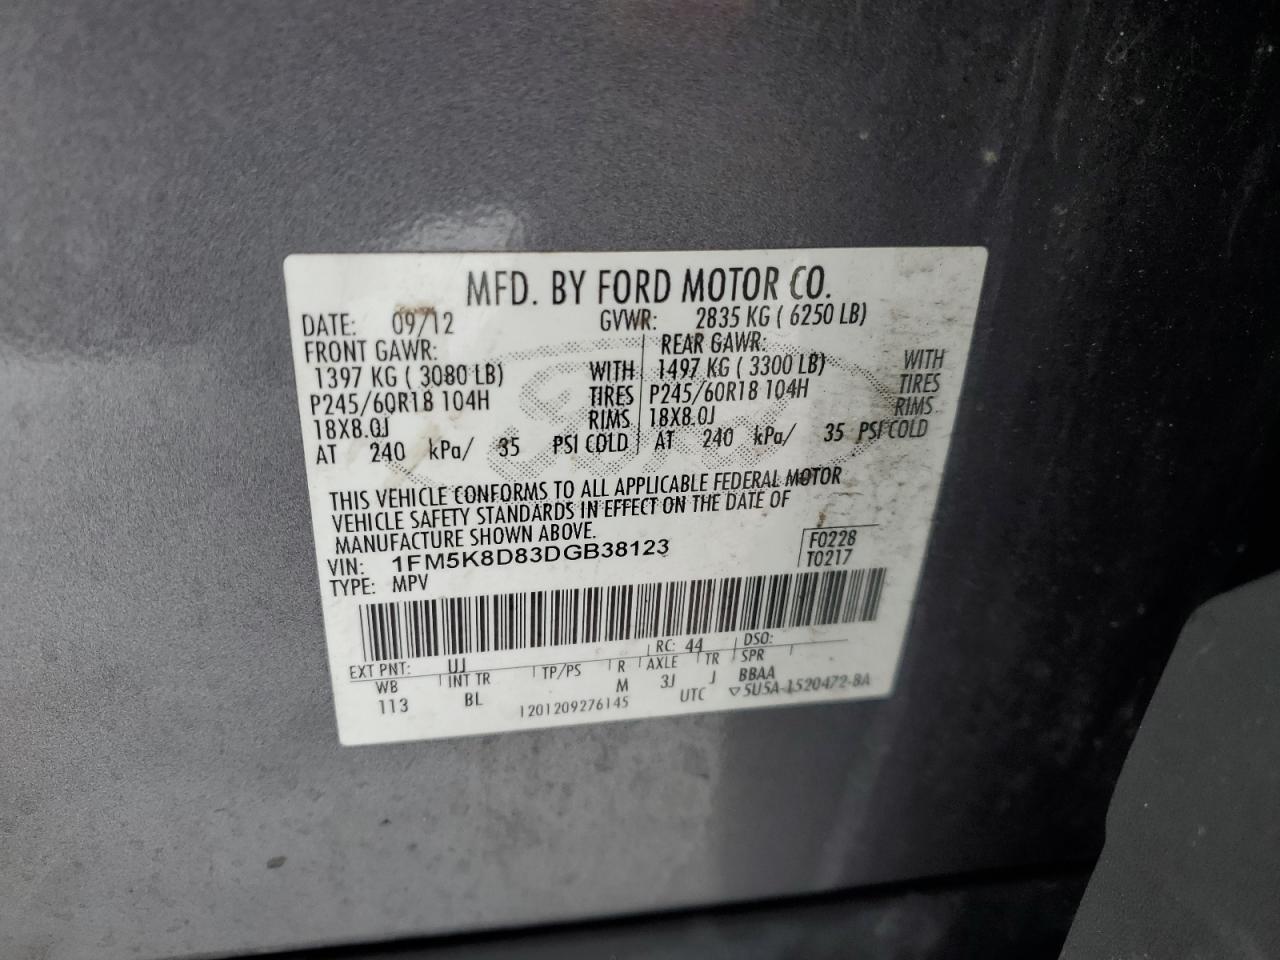 MFD. BY FORD MOTOR CO.
DATE: 09/12 GVWR: 2835 KG ( 6250 LB)
FRONT GAWR: REAR GAWR:
1397 KG ( 3080 LB) WITH 1497 KG ( 3300 LB) WITH
P245/60R18 104H TIRES P245/60R18 104H TIRES
18X8.0J RIMS 18X8.0J RIMS
AT 240 kPa/ 35 PSI COLD AT 240 kPa/ 35 PSI COLD
THIS VEHICLE CONFORMS TO ALL APPLICABLE FEDERAL MOTOR
VEHICLE SAFETY STANDARDS IN EFFECT ON THE DATE OF
MANUFACTURE SHOWN ABOVE.
VIN: 1FM5K8D83DGB38123 F0228
TYPE: MPV T0217
EXT PNT: UJ RC: 44 DSO:
WB INT TR TP/PS R AXLE TR SPR
113 BL M 3J J BBAA
1201209276145 UTC ▽5U5A-1520472-BA